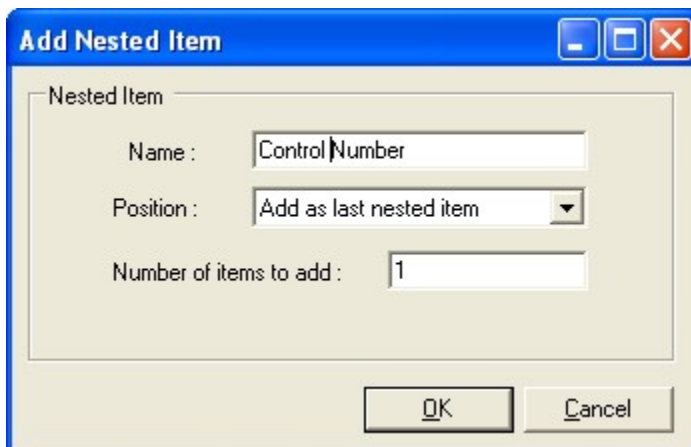 Add Nested Item
Nested Item
Name : Control Number
Position : Add as last nested item
Number of items to add : 1
OK Cancel